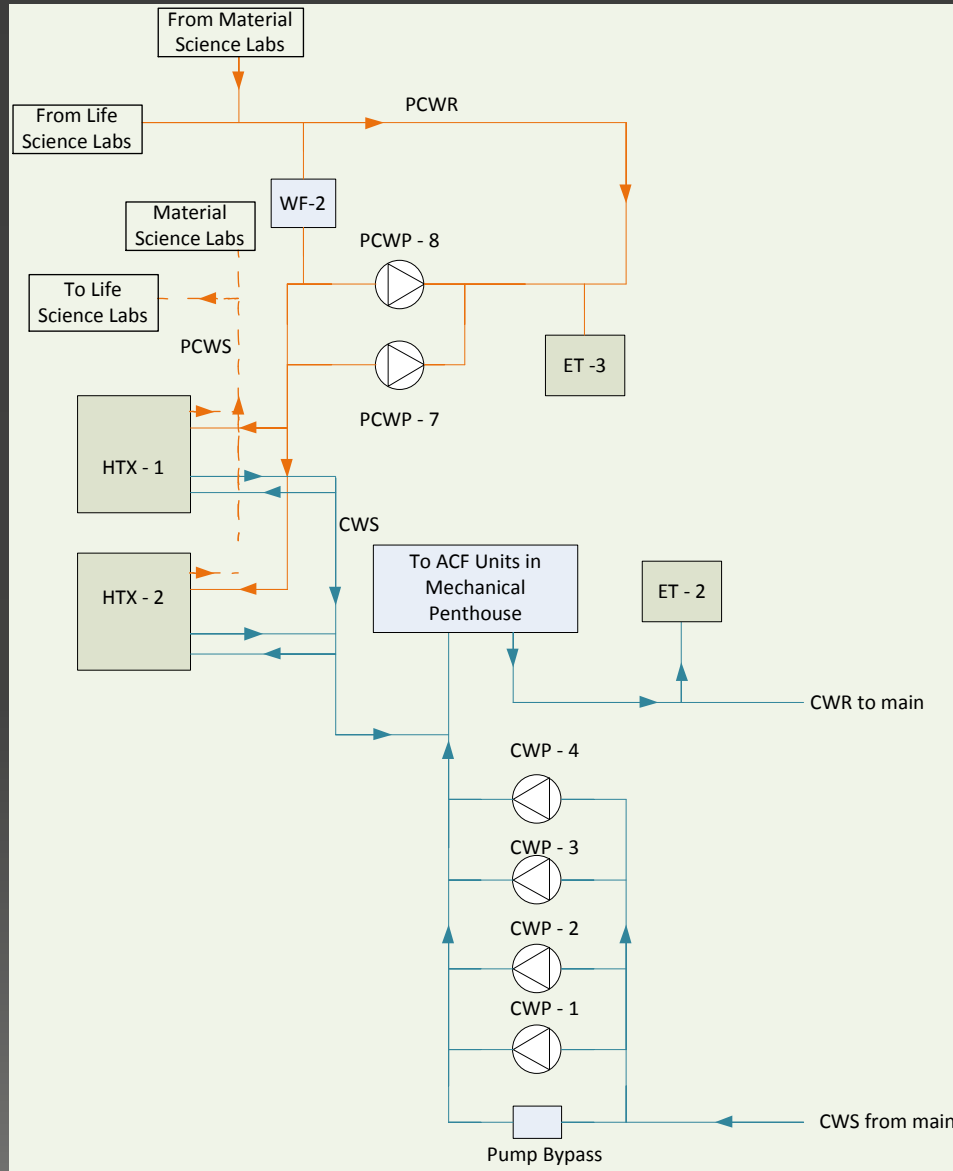 From Material
Science Labs
PCWR
From Life
Science Labs
WF-2
Material
Science Labs
PCWP - 8
To Life
Science Labs
PCWS
ET -3
PCWP - 7
HTX - 1
CWS
To ACF Units in
Mechanical
Penthouse
HTX - 2
ET - 2
CWR to main
CWP - 4
CWP - 3
CWP - 2
CWP - 1
CWS from main
Pump Bypass